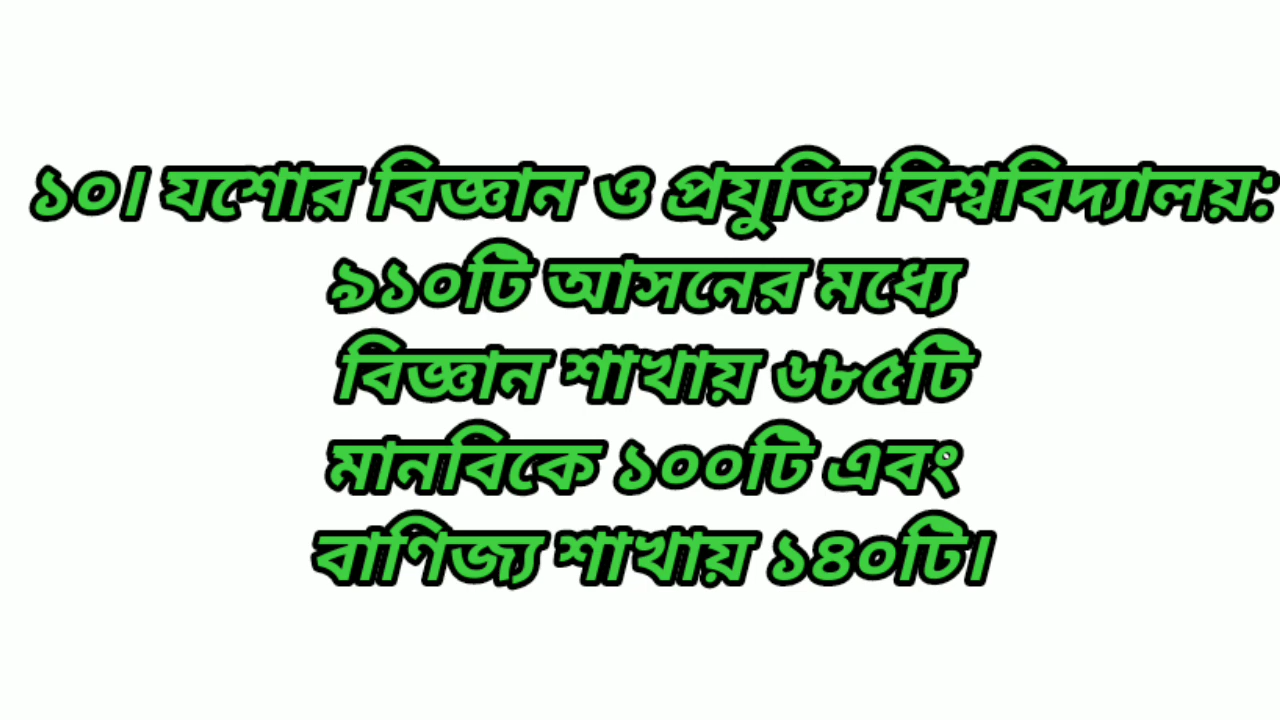 ১০। যশোর বিজ্ঞান ও প্রযুক্তি বিশ্ববিদ্যালয়:
৯১০টি আসনের মধ্যে
বিজ্ঞান শাখায় ৬৮৫টি
মানবিকে ১০০টি এবং
বাণিজ্য শাখায় ১৪০টি।